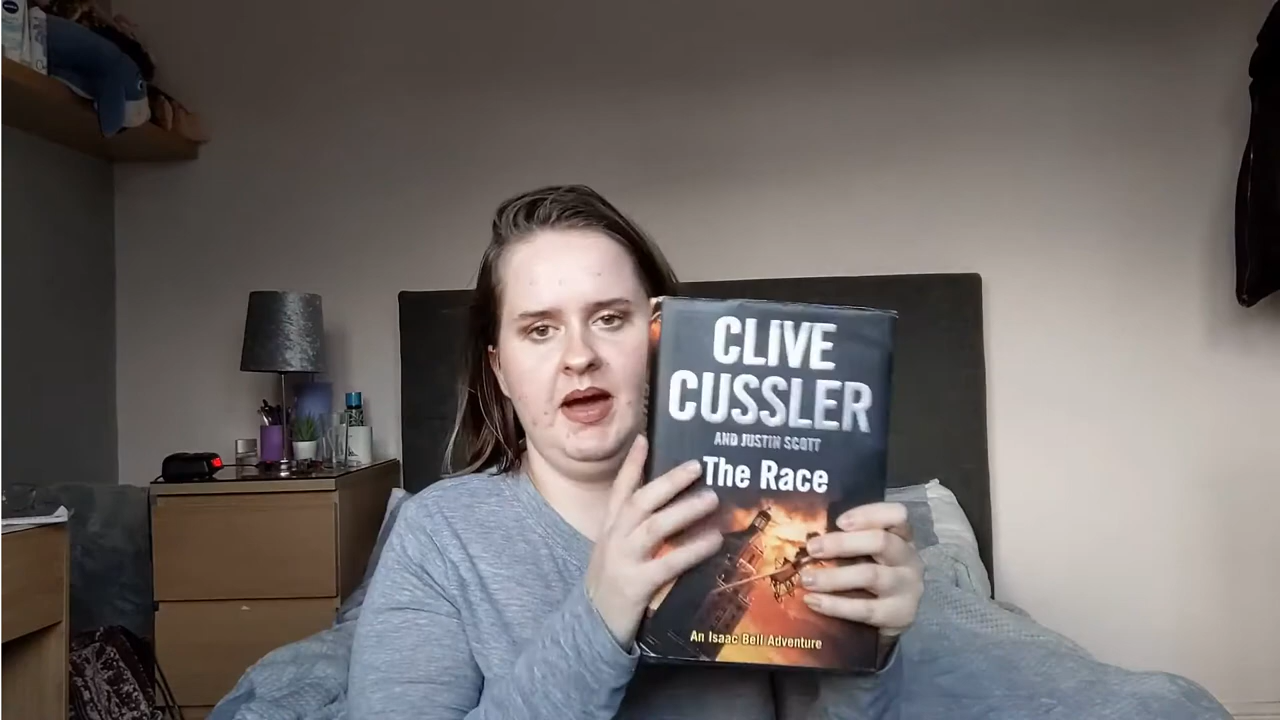 CLIVE
CUSSLER
AND JUSTIN SCOTT
The Race
An Isaac Bell Adventure